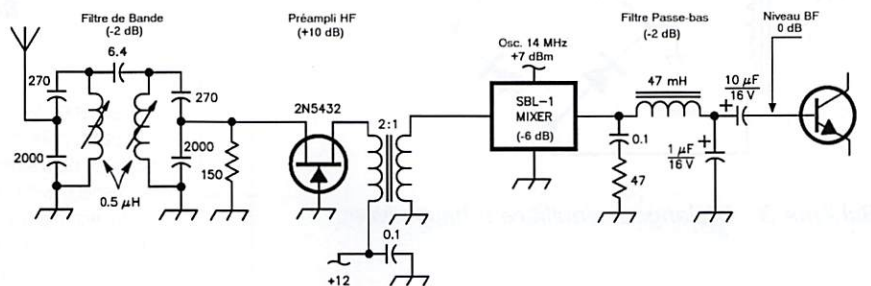 Filtre de Bande
(-2 dB)
6.4
270
270
2000
2000
150
0.5 µH
Préampli HF
(+10 dB)
2N5432
2:1
0.1
+12
Osc. 14 MHz
+7 dBm
SBL-1
MIXER
(-6 dB)
Filtre Passe-bas
(-2 dB)
47 mH
0.1
47
1 µF
16 V
+
10 µF
16 V
+
Niveau BF
0 dB